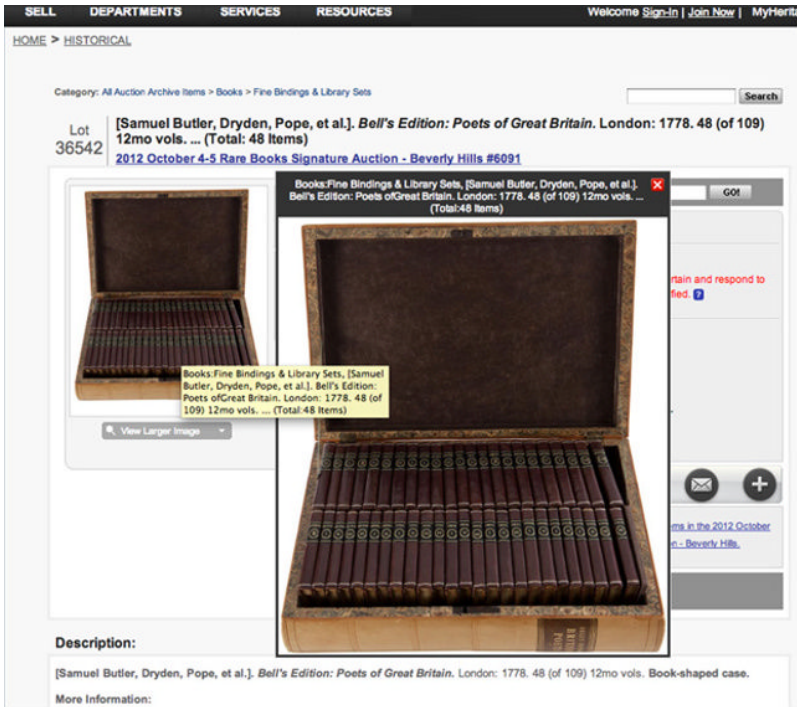 SELL DEPARTMENTS SERVICES RESOURCES Welcome Sign-In | Join Now | MyHerita
HOME > HISTORICAL
Category: All Auction Archive Items > Books > Fine Bindings & Library Sets
Search
Lot
36542
[Samuel Butler, Dryden, Pope, et al.]. Bell's Edition: Poets of Great Britain. London: 1778. 48 (of 109)
12mo vols. ... (Total: 48 Items)
2012 October 4-5 Rare Books Signature Auction - Beverly Hills #6091
Books:Fine Bindings & Library Sets, [Samuel Butler, Dryden, Pope, et al.].
Bell's Edition: Poets ofGreat Britain. London: 1778. 48 (of 109) 12mo vols. ...
(Total:48 Items)
GO!
rtain and respond to
fied. ?
Books:Fine Bindings & Library Sets, [Samuel
Butler, Dryden, Pope, et al.]. Bell's Edition:
Poets ofGreat Britain. London: 1778. 48 (of
109) 12mo vols. ... (Total:48 Items)
View Larger Image
ms in the 2012 October
n - Beverly Hills.
Description:
[Samuel Butler, Dryden, Pope, et al.]. Bell's Edition: Poets of Great Britain. London: 1778. 48 (of 109) 12mo vols. Book-shaped case.
More Information: